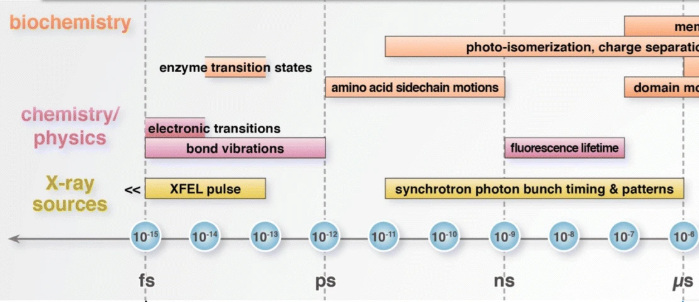 biochemistry
photo-isomerization, charge
enzyme transition states
amino acid sidechain motions
domain
chemistry/
physics
electronic transitions
bond vibrations
fluorescence lifetime
X-ray
sources
<< XFEL pulse
synchrotron photon bunch timing & patterns
10⁻¹⁵ 10⁻¹⁴ 10⁻¹³ 10⁻¹² 10⁻¹¹ 10⁻¹⁰ 10⁻⁹ 10⁻⁸ 10⁻⁷ 10⁻⁶
fs ps ns µs